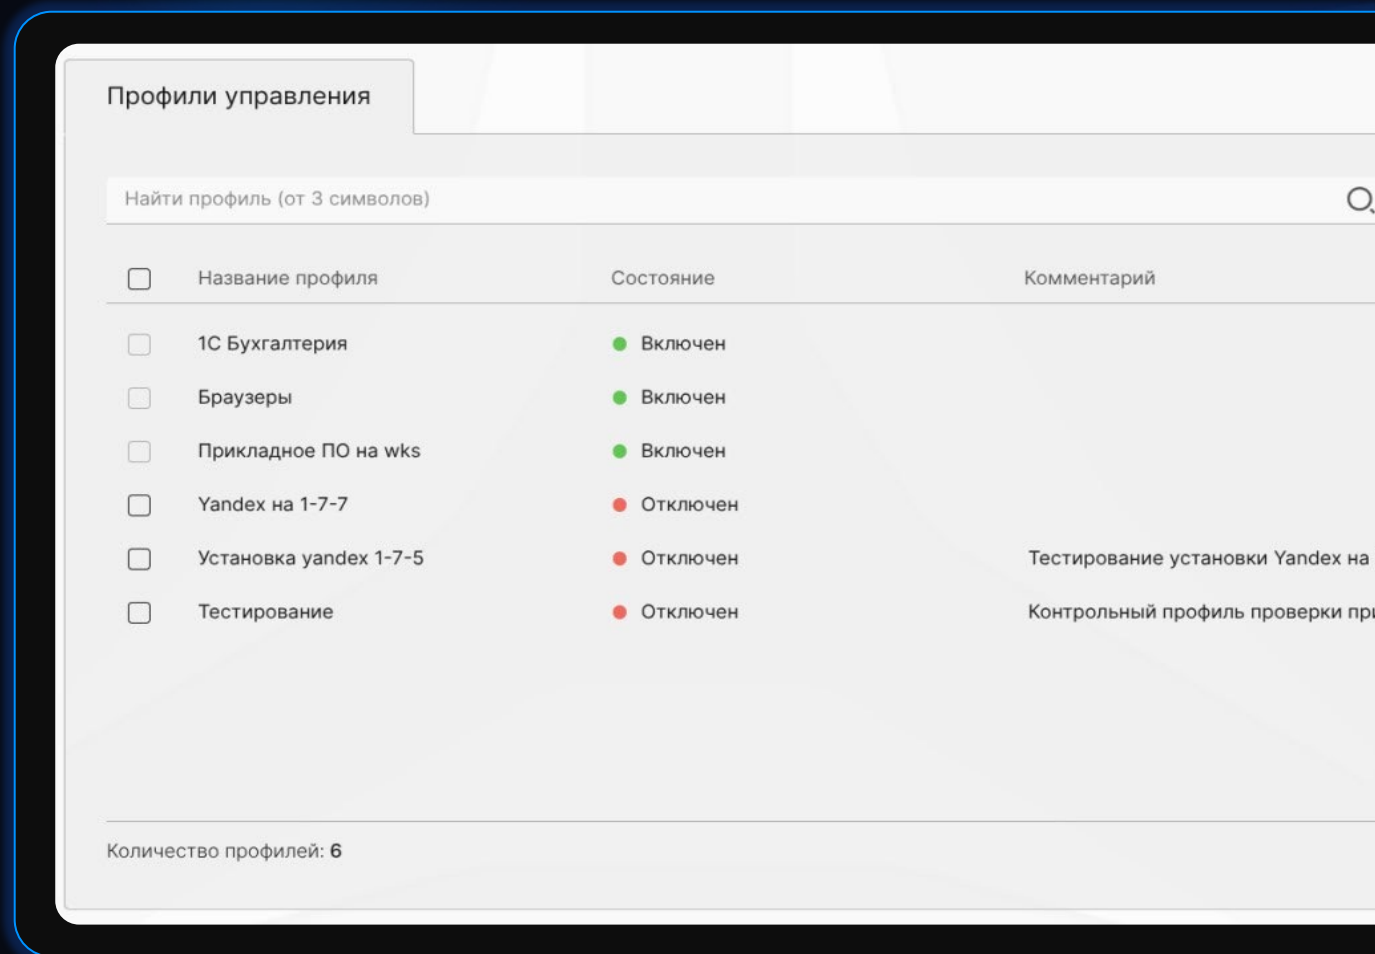 Профили управления
Найти профиль (от 3 символов)
Название профиля Состояние Комментарий
1С Бухгалтерия Включен
Браузеры Включен
Прикладное ПО на wks Включен
Yandex на 1-7-7 Отключен
Установка yandex 1-7-5 Отключен Тестирование установки Yandex на
Тестирование Отключен Контрольный профиль проверки
Количество профилей: 6